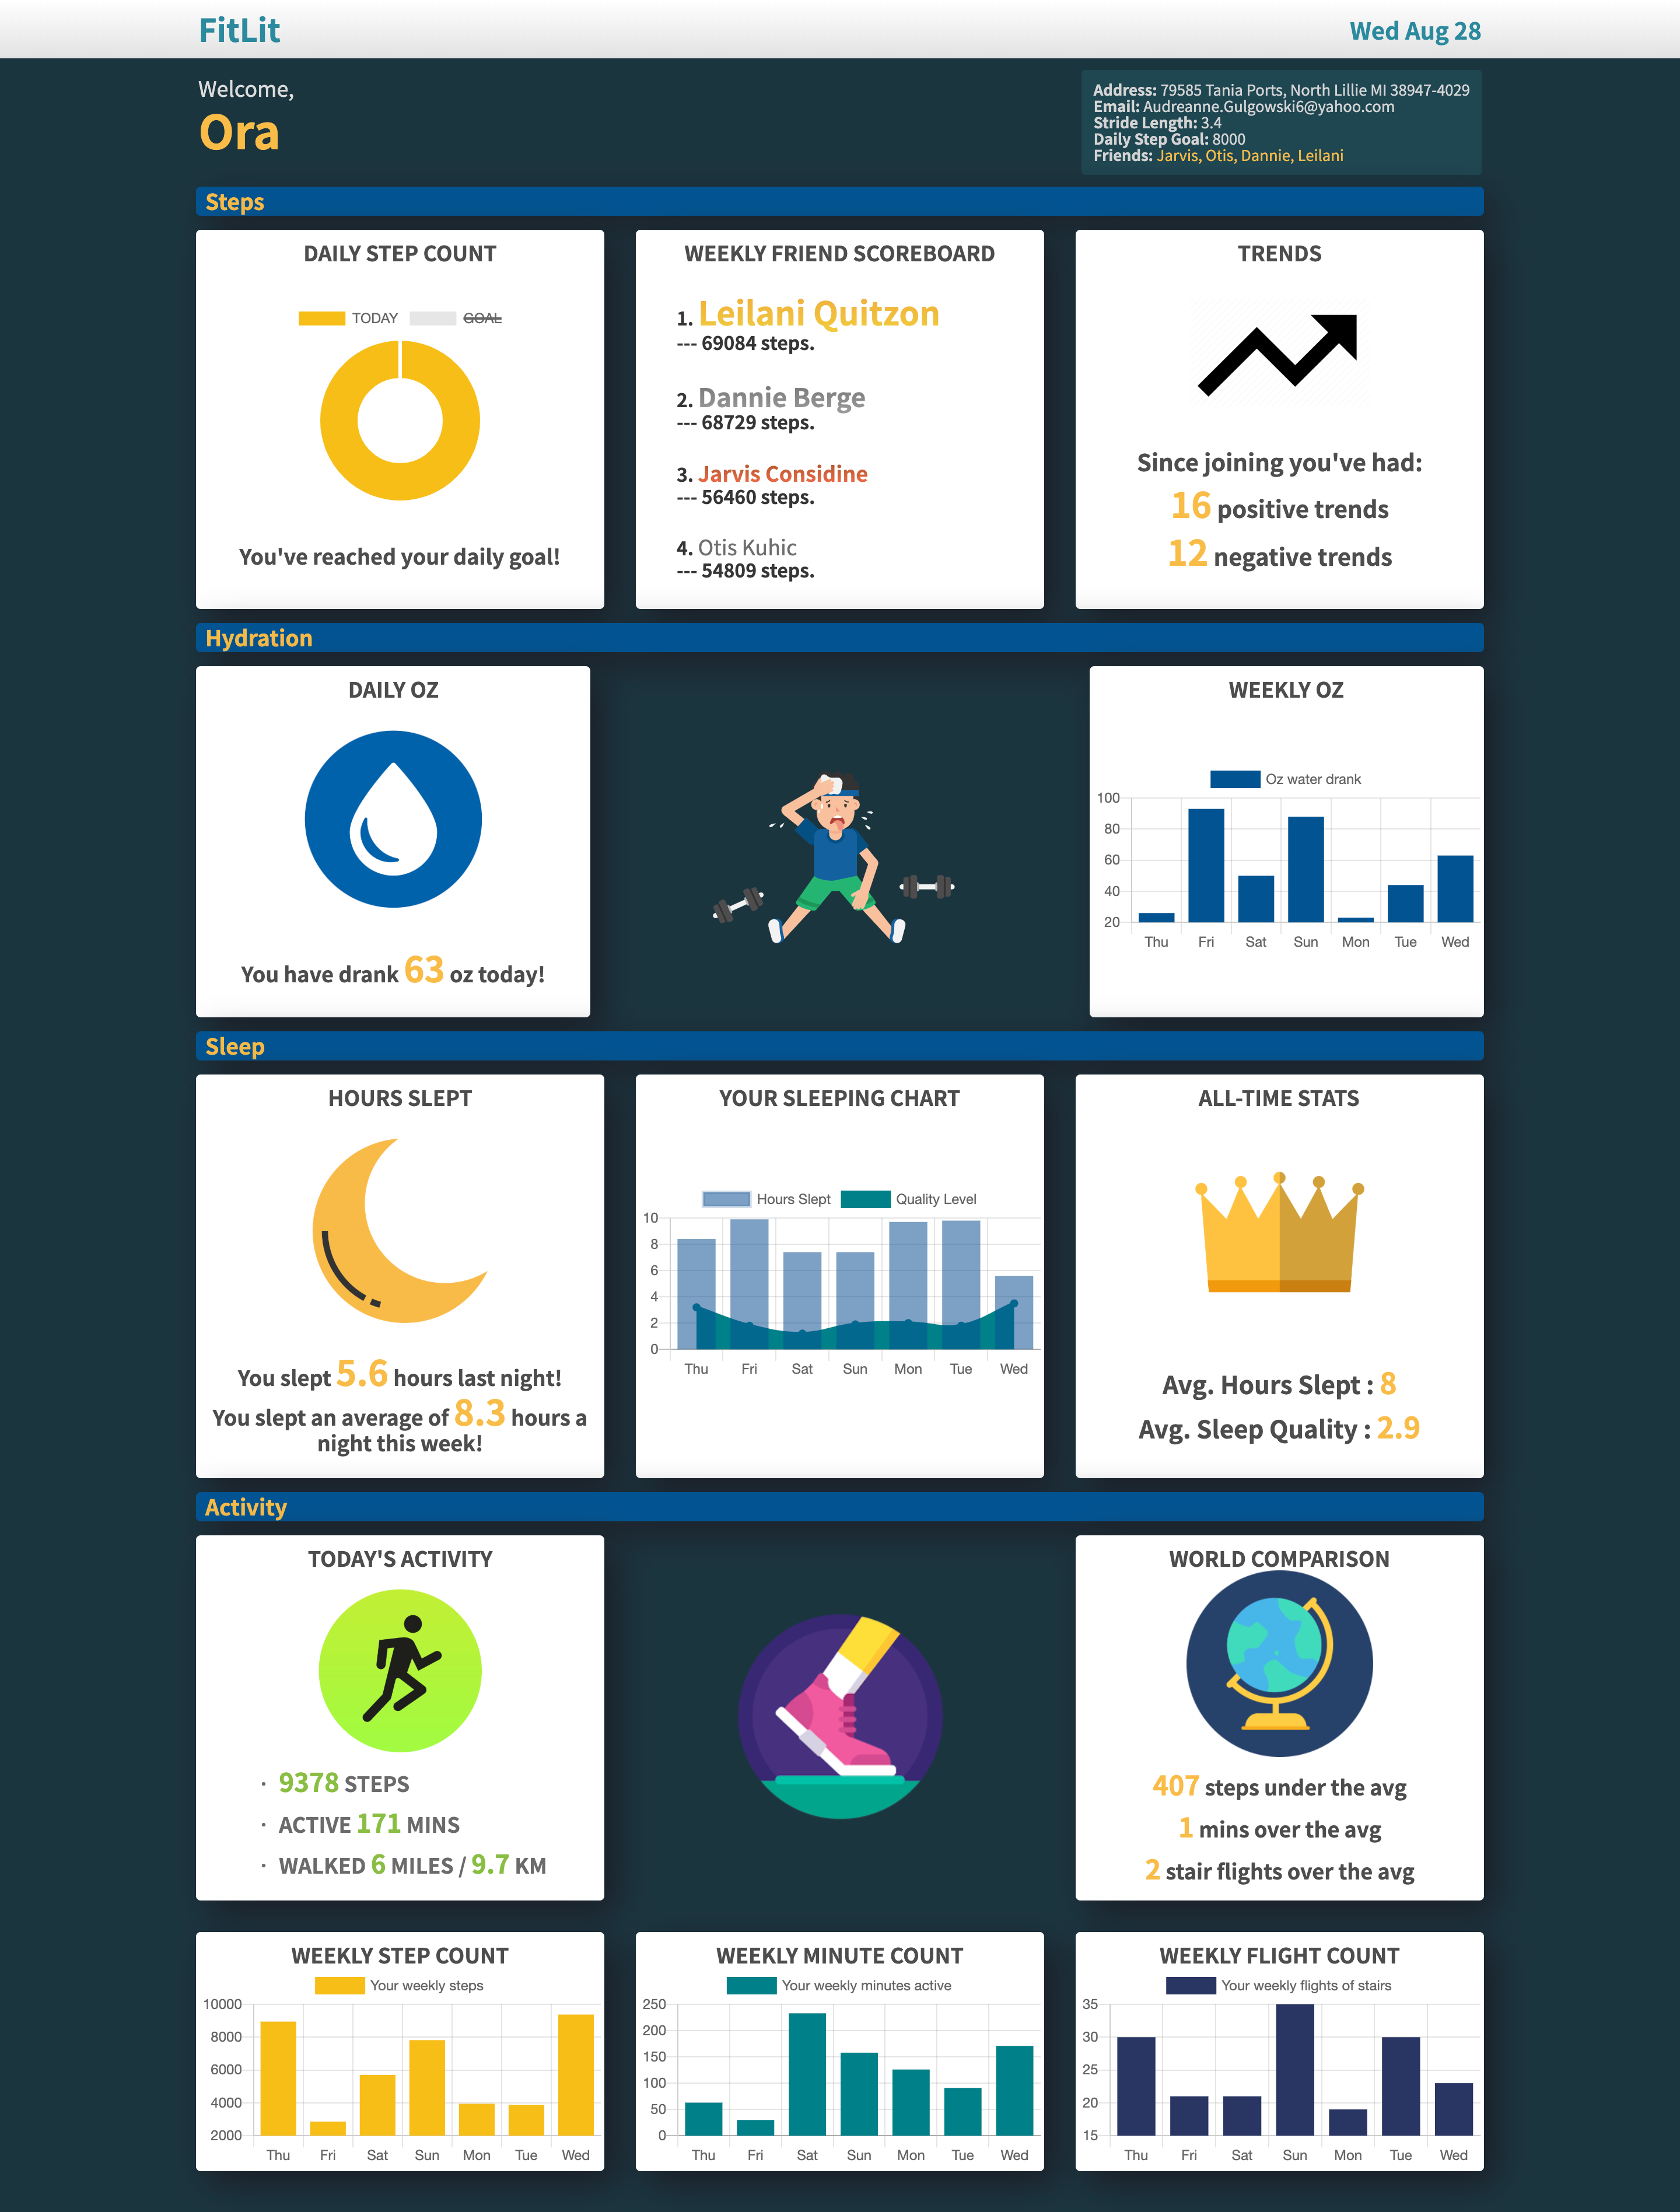 FitLit
Wed Aug 28
Welcome,
Ora
Address: 79585 Tania Ports, North Lillie MI 38947-4029
Email: Audreanne.Gulgowski6@yahoo.com
Stride Length: 3.4
Daily Step Goal: 8000
Friends: Jarvis, Otis, Dannie, Leilani
Steps
DAILY STEP COUNT
TODAY GOAL
You've reached your daily goal!
WEEKLY FRIEND SCOREBOARD
1. Leilani Quitzon
--- 69084 steps.
2. Dannie Berge
--- 68729 steps.
3. Jarvis Considine
--- 56460 steps.
4. Otis Kuhic
--- 54809 steps.
TRENDS
Since joining you've had:
16 positive trends
12 negative trends
Hydration
DAILY OZ
You have drank 63 oz today!
WEEKLY OZ
Oz water drank
100
80
60
40
20
Thu Fri Sat Sun Mon Tue Wed
Sleep
HOURS SLEPT
You slept 5.6 hours last night!
You slept an average of 8.3 hours a
night this week!
YOUR SLEEPING CHART
Hours Slept Quality Level
10
8
6
4
2
0
Thu Fri Sat Sun Mon Tue Wed
ALL-TIME STATS
Avg. Hours Slept : 8
Avg. Sleep Quality : 2.9
Activity
TODAY'S ACTIVITY
· 9378 STEPS
· ACTIVE 171 MINS
· WALKED 6 MILES / 9.7 KM
WORLD COMPARISON
407 steps under the avg
1 mins over the avg
2 stair flights over the avg
WEEKLY STEP COUNT
Your weekly steps
10000
8000
6000
4000
2000
Thu Fri Sat Sun Mon Tue Wed
WEEKLY MINUTE COUNT
Your weekly minutes active
250
200
150
100
50
0
Thu Fri Sat Sun Mon Tue Wed
WEEKLY FLIGHT COUNT
Your weekly flights of stairs
35
30
25
20
15
Thu Fri Sat Sun Mon Tue Wed